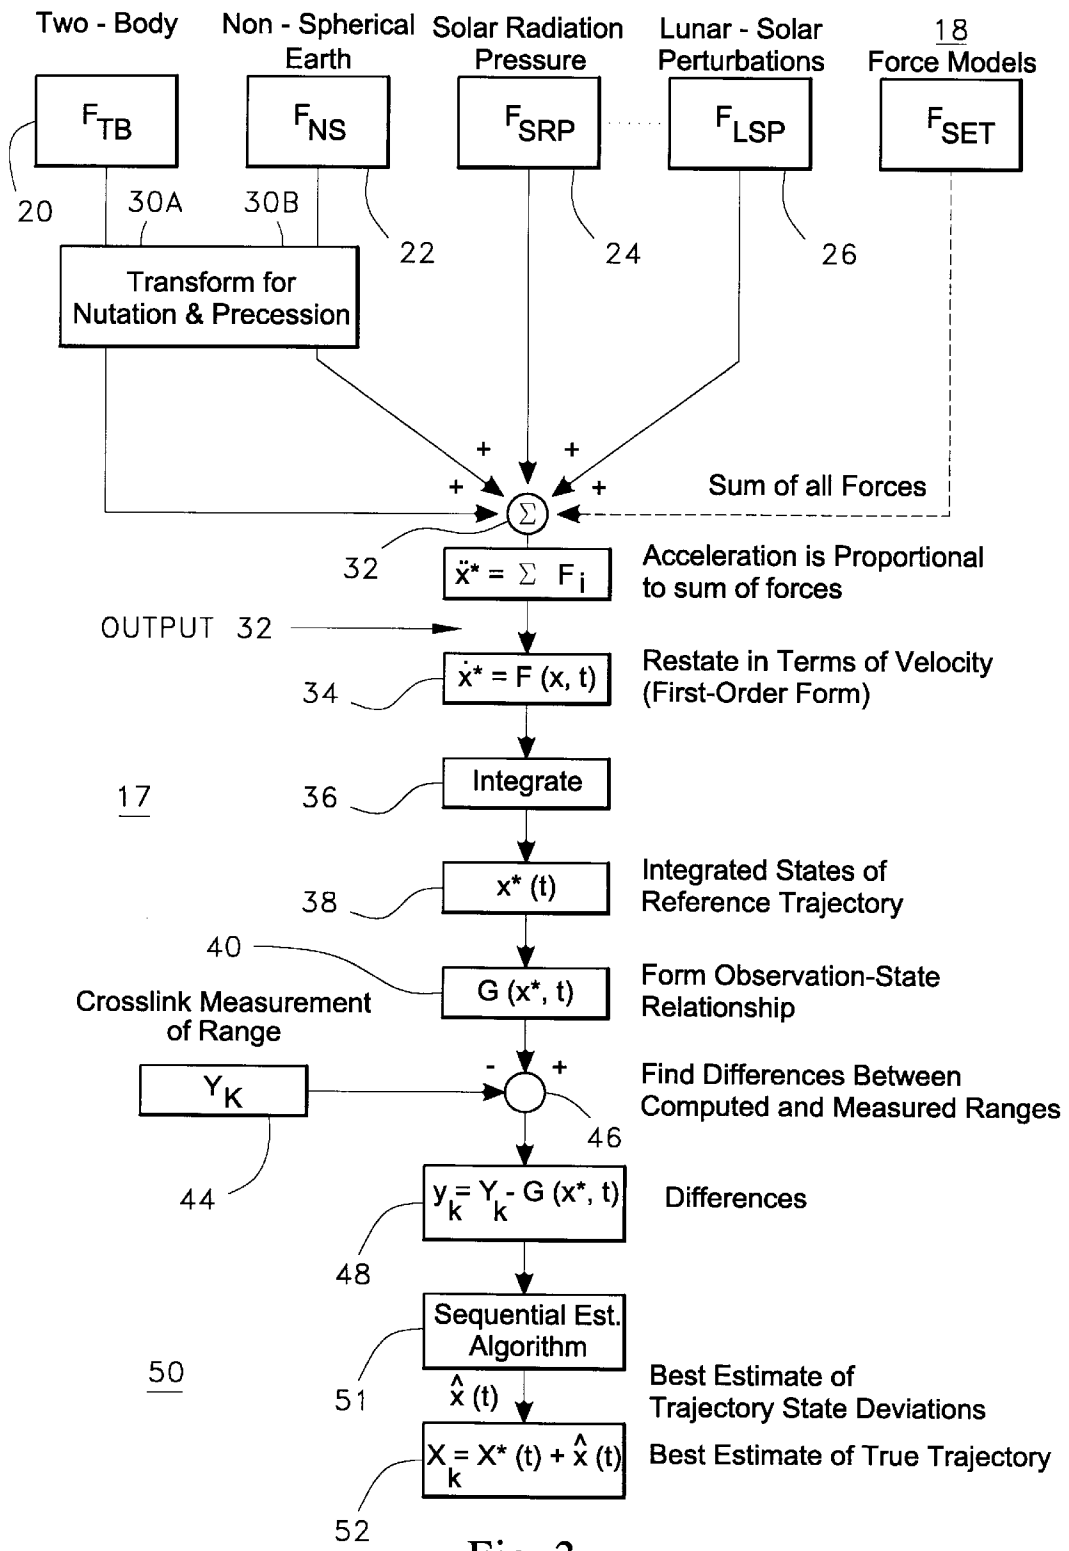 Two - Body
Non - Spherical
Earth
Solar Radiation
Pressure
Lunar - Solar
Perturbations
18
Force Models
F_TB
F_NS
F_SRP
F_LSP
F_SET
20
30A
30B
22
24
26
Transform for
Nutation & Precession
+
+
+
+
Sum of all Forces
Σ
32
ẍ* = Σ F_i
Acceleration is Proportional
to sum of forces
OUTPUT 32
ẋ* = F (x, t)
Restate in Terms of Velocity
(First-Order Form)
34
Integrate
36
17
x* (t)
Integrated States of
Reference Trajectory
38
40
G (x*, t)
Form Observation-State
Relationship
Crosslink Measurement
of Range
Y_K
-
+
Find Differences Between
Computed and Measured Ranges
46
44
y_k = Y_k - G (x*, t)
Differences
48
Sequential Est.
Algorithm
50
51
x̂ (t)
Best Estimate of
Trajectory State Deviations
X_k = X* (t) + x̂ (t)
Best Estimate of True Trajectory
52